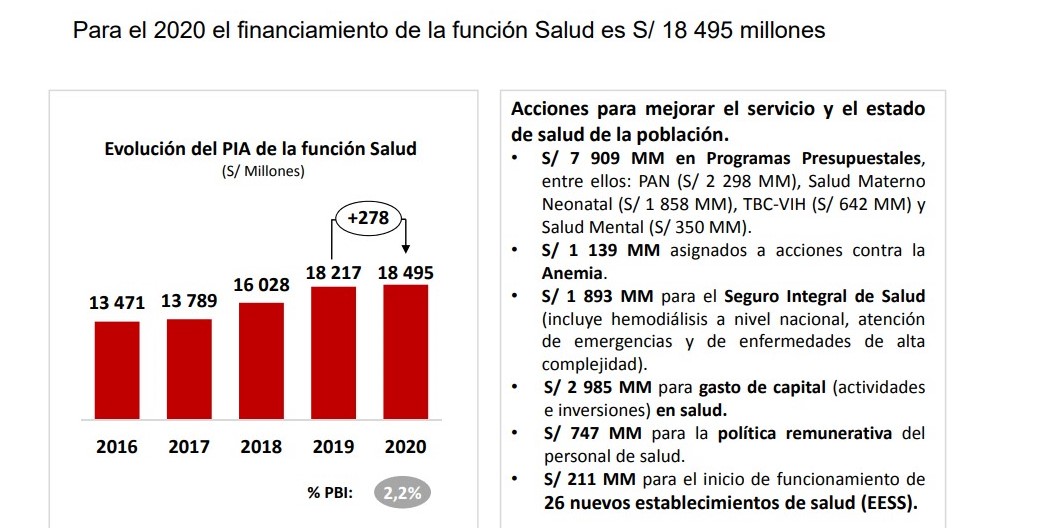 Para el 2020 el financiamiento de la función Salud es S/ 18 495 millones
Evolución del PIA de la función Salud
(S/ Millones)
+278
13 471 13 789 16 028 18 217 18 495
2016 2017 2018 2019 2020
% PBI: 2,2%
Acciones para mejorar el servicio y el estado
de salud de la población.
• S/ 7 909 MM en Programas Presupuestales,
entre ellos: PAN (S/ 2 298 MM), Salud Materno
Neonatal (S/ 1 858 MM), TBC-VIH (S/ 642 MM) y
Salud Mental (S/ 350 MM).
• S/ 1 139 MM asignados a acciones contra la
Anemia.
• S/ 1 893 MM para el Seguro Integral de Salud
(incluye hemodiálisis a nivel nacional, atención
de emergencias y de enfermedades de alta
complejidad).
• S/ 2 985 MM para gasto de capital (actividades
e inversiones) en salud.
• S/ 747 MM para la política remunerativa del
personal de salud.
• S/ 211 MM para el inicio de funcionamiento de
26 nuevos establecimientos de salud (EESS).